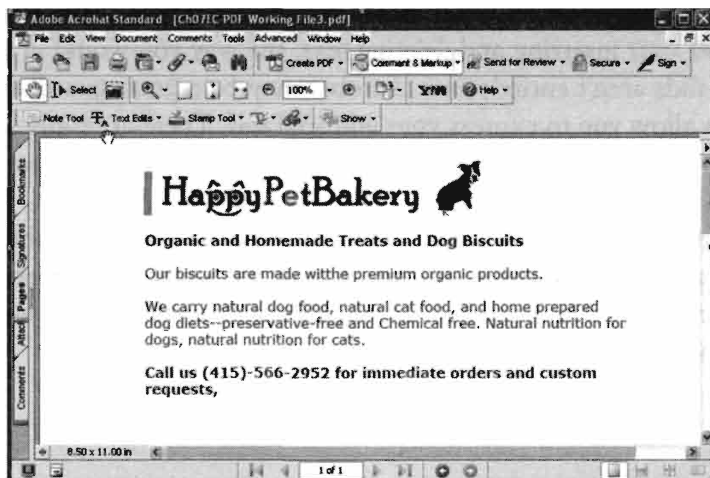 Adobe Acrobat Standard - [Ch07EC PDF Working File3.pdf]
File Edit View Document Comments Tools Advanced Window Help
Create PDF Comment & Markup Send for Review Secure Sign
Select 100% Help
Note Tool Text Edits Stamp Tool Show
Bookmarks
Signatures
Pages
Attach
Comments
HappyPetBakery
Organic and Homemade Treats and Dog Biscuits
Our biscuits are made witthe premium organic products.
We carry natural dog food, natural cat food, and home prepared
dog diets--preservative-free and Chemical free. Natural nutrition for
dogs, natural nutrition for cats.
Call us (415)-566-2952 for immediate orders and custom
requests,
8.50 x 11.00 in
1 of 1